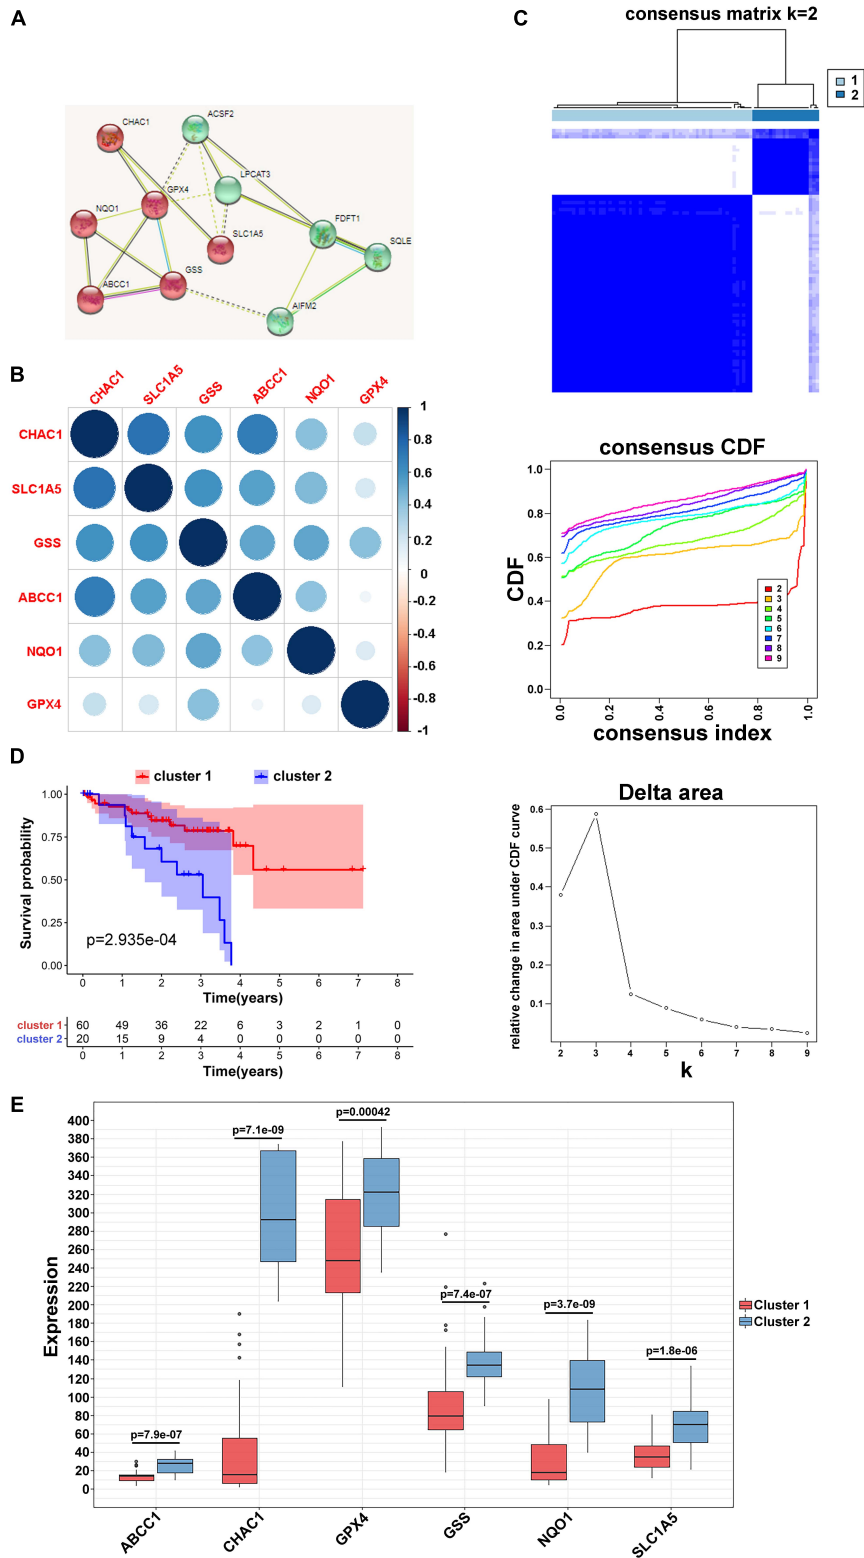 A
CHAC1
ACSF2
LPCAT3
GPX4
NQO1
SLC1A5
FDFT1
SQLE
GSS
ABCC1
AIFM2
B
CHAC1 SLC1A5 GSS ABCC1 NQO1 GPX4
CHAC1
SLC1A5
GSS
ABCC1
NQO1
GPX4
1
0.8
0.6
0.4
0.2
0
-0.2
-0.4
-0.6
-0.8
-1
C
consensus matrix k=2
1
2
consensus CDF
CDF
1.0
0.8
0.6
0.4
0.2
0.0
2
3
4
5
6
7
8
9
0.0 0.2 0.4 0.6 0.8 1.0
consensus index
Delta area
relative change in area under CDF curve
0.6
0.5
0.4
0.3
0.2
0.1
2 3 4 5 6 7 8 9
k
D
cluster 1 cluster 2
Survival probability
1.00
0.75
0.50
0.25
0.00
p=2.935e-04
0 1 2 3 4 5 6 7 8
Time(years)
cluster 1 60 49 36 22 6 3 2 1 0
cluster 2 20 15 9 4 0 0 0 0 0
0 1 2 3 4 5 6 7 8
Time(years)
E
Expression
400
380
360
340
320
300
280
260
240
220
200
180
160
140
120
100
80
60
40
20
0
p=7.9e-07
p=7.1e-09
p=0.00042
p=7.4e-07
p=3.7e-09
p=1.8e-06
Cluster 1
Cluster 2
ABCC1 CHAC1 GPX4 GSS NQO1 SLC1A5